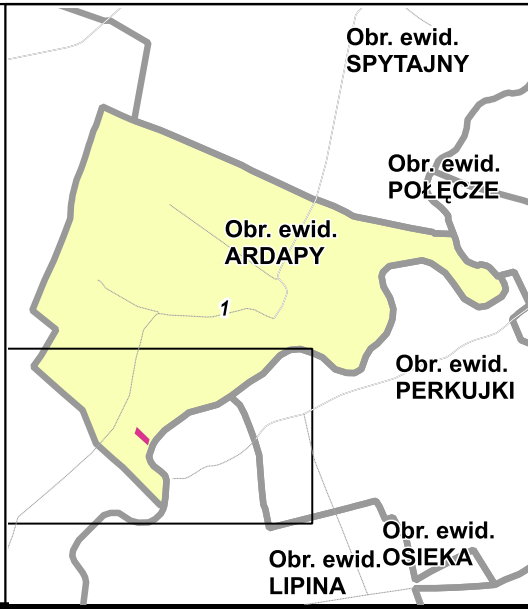 Obr. ewid.
SPYTAJNY
Obr. ewid.
POŁĘCZE
Obr. ewid.
ARDAPY
1
Obr. ewid.
PERKUJKI
Obr. ewid.
OSIEKA
Obr. ewid.
LIPINA